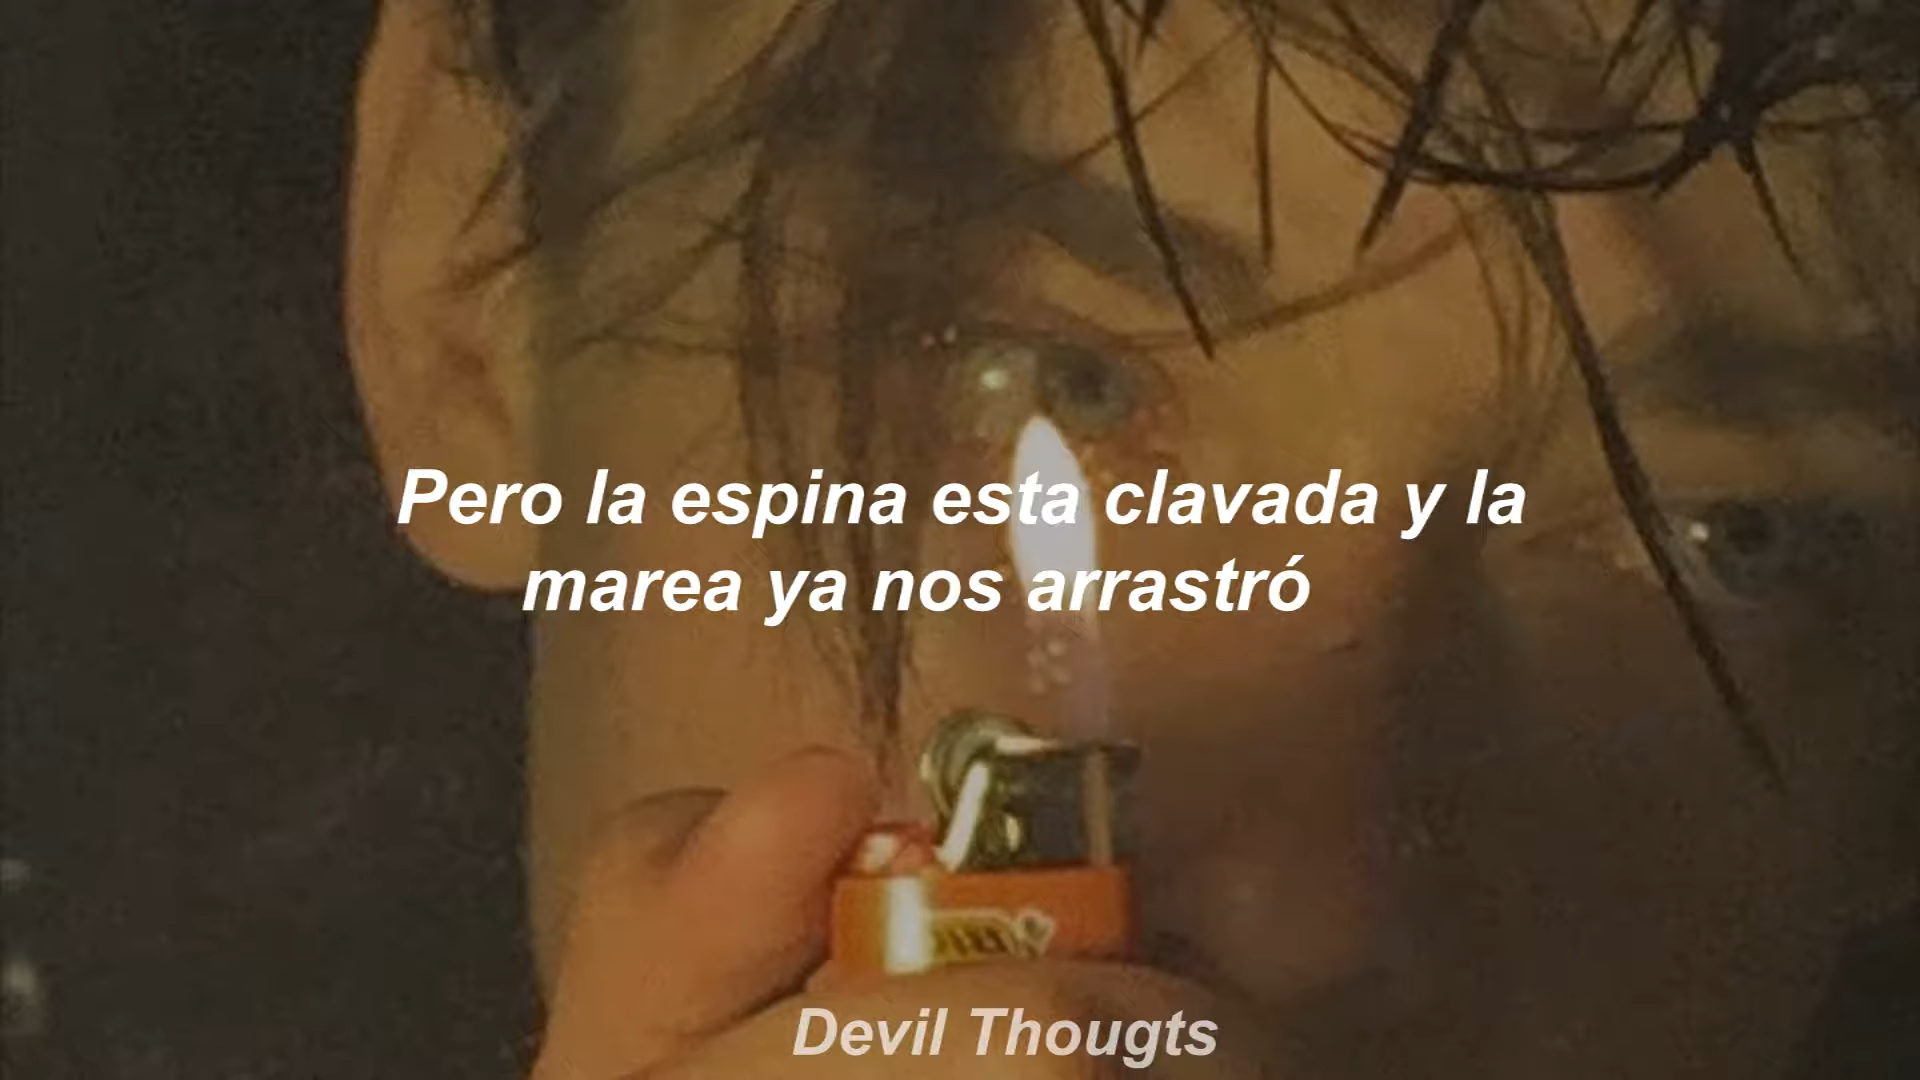 Pero la espina esta clavada y la
marea ya nos arrastró
Devil Thougts